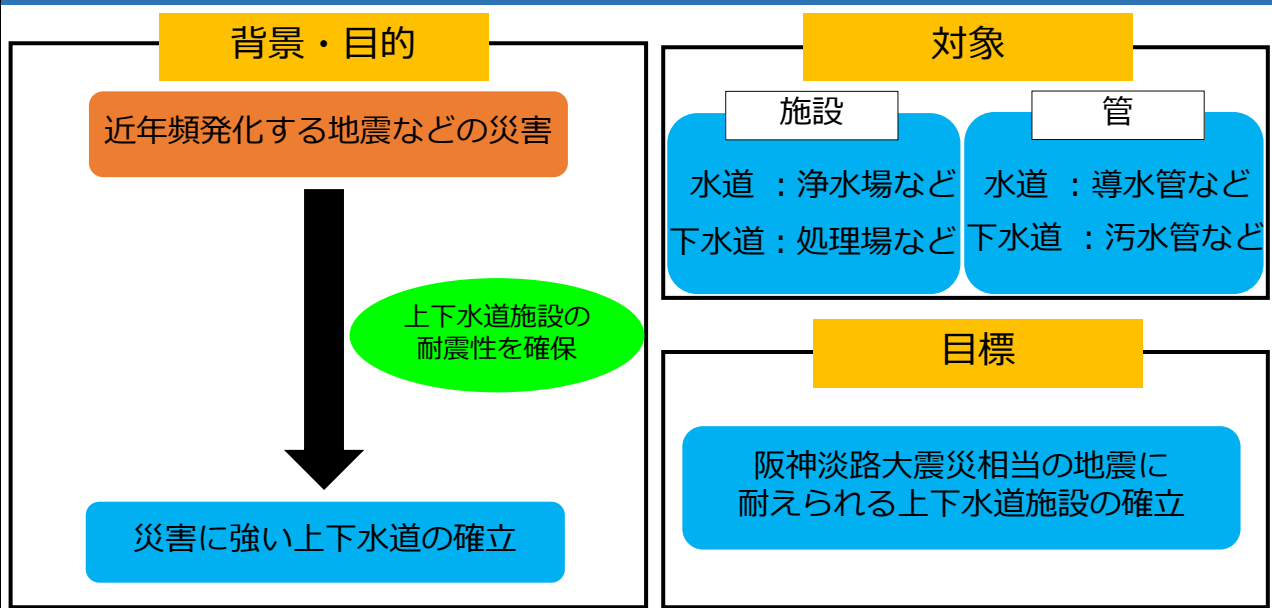 背景・目的
近年頻発化する地震などの災害
上下水道施設の
耐震性を確保
災害に強い上下水道の確立
対象
施設
水道 ：浄水場など
下水道：処理場など
管
水道 ：導水管など
下水道 ：汚水管など
目標
阪神淡路大震災相当の地震に
耐えられる上下水道施設の確立